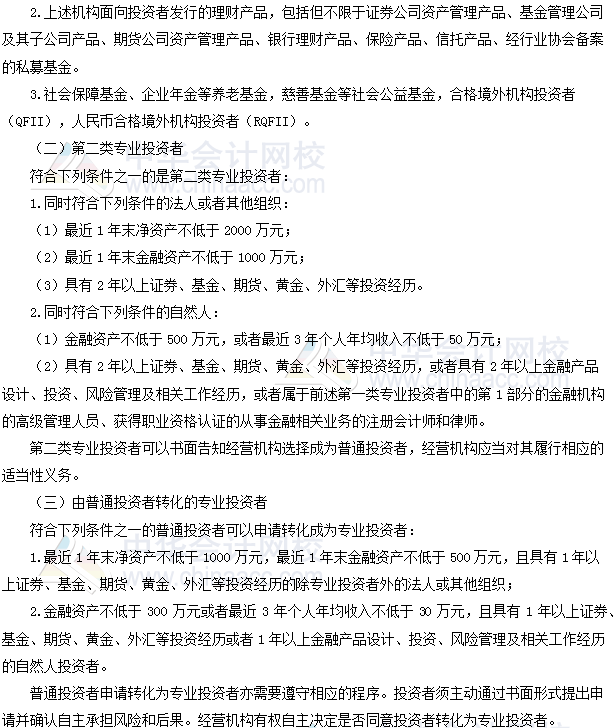 2.上述机构面向投资者发行的理财产品，包括但不限于证券公司资产管理产品、基金管理公司
及其子公司产品、期货公司资产管理产品、银行理财产品、保险产品、信托产品、经行业协会备案
的私募基金。
3.社会保障基金、企业年金等养老基金，慈善基金等社会公益基金，合格境外机构投资者
（QFII），人民币合格境外机构投资者（RQFII）。
（二）第二类专业投资者
符合下列条件之一的是第二类专业投资者：
1.同时符合下列条件的法人或者其他组织：
（1）最近 1 年末净资产不低于 2000 万元；
（2）最近 1 年末金融资产不低于 1000 万元；
（3）具有 2 年以上证券、基金、期货、黄金、外汇等投资经历。
2.同时符合下列条件的自然人：
（1）金融资产不低于 500 万元，或者最近 3 年个人年均收入不低于 50 万元；
（2）具有 2 年以上证券、基金、期货、黄金、外汇等投资经历，或者具有 2 年以上金融产品
设计、投资、风险管理及相关工作经历，或者属于前述第一类专业投资者中的第 1 部分的金融机构
的高级管理人员、获得职业资格认证的从事金融相关业务的注册会计师和律师。
第二类专业投资者可以书面告知经营机构选择成为普通投资者，经营机构应当对其履行相应的
适当性义务。
（三）由普通投资者转化的专业投资者
符合下列条件之一的普通投资者可以申请转化成为专业投资者：
1.最近 1 年末净资产不低于 1000 万元，最近 1 年末金融资产不低于 500 万元，且具有 1 年以
上证券、基金、期货、黄金、外汇等投资经历的除专业投资者外的法人或其他组织；
2.金融资产不低于 300 万元或者最近 3 年个人年均收入不低于 30 万元，且具有 1 年以上证券、
基金、期货、黄金、外汇等投资经历或者 1 年以上金融产品设计、投资、风险管理及相关工作经历
的自然人投资者。
普通投资者申请转化为专业投资者亦需要遵守相应的程序。投资者须主动通过书面形式提出申
请并确认自主承担风险和后果。经营机构有权自主决定是否同意投资者转化为专业投资者。
中华会计网校
www.chinaacc.com
中华会计网校
www.chinaacc.com
中华会计网校
www.chinaacc.com